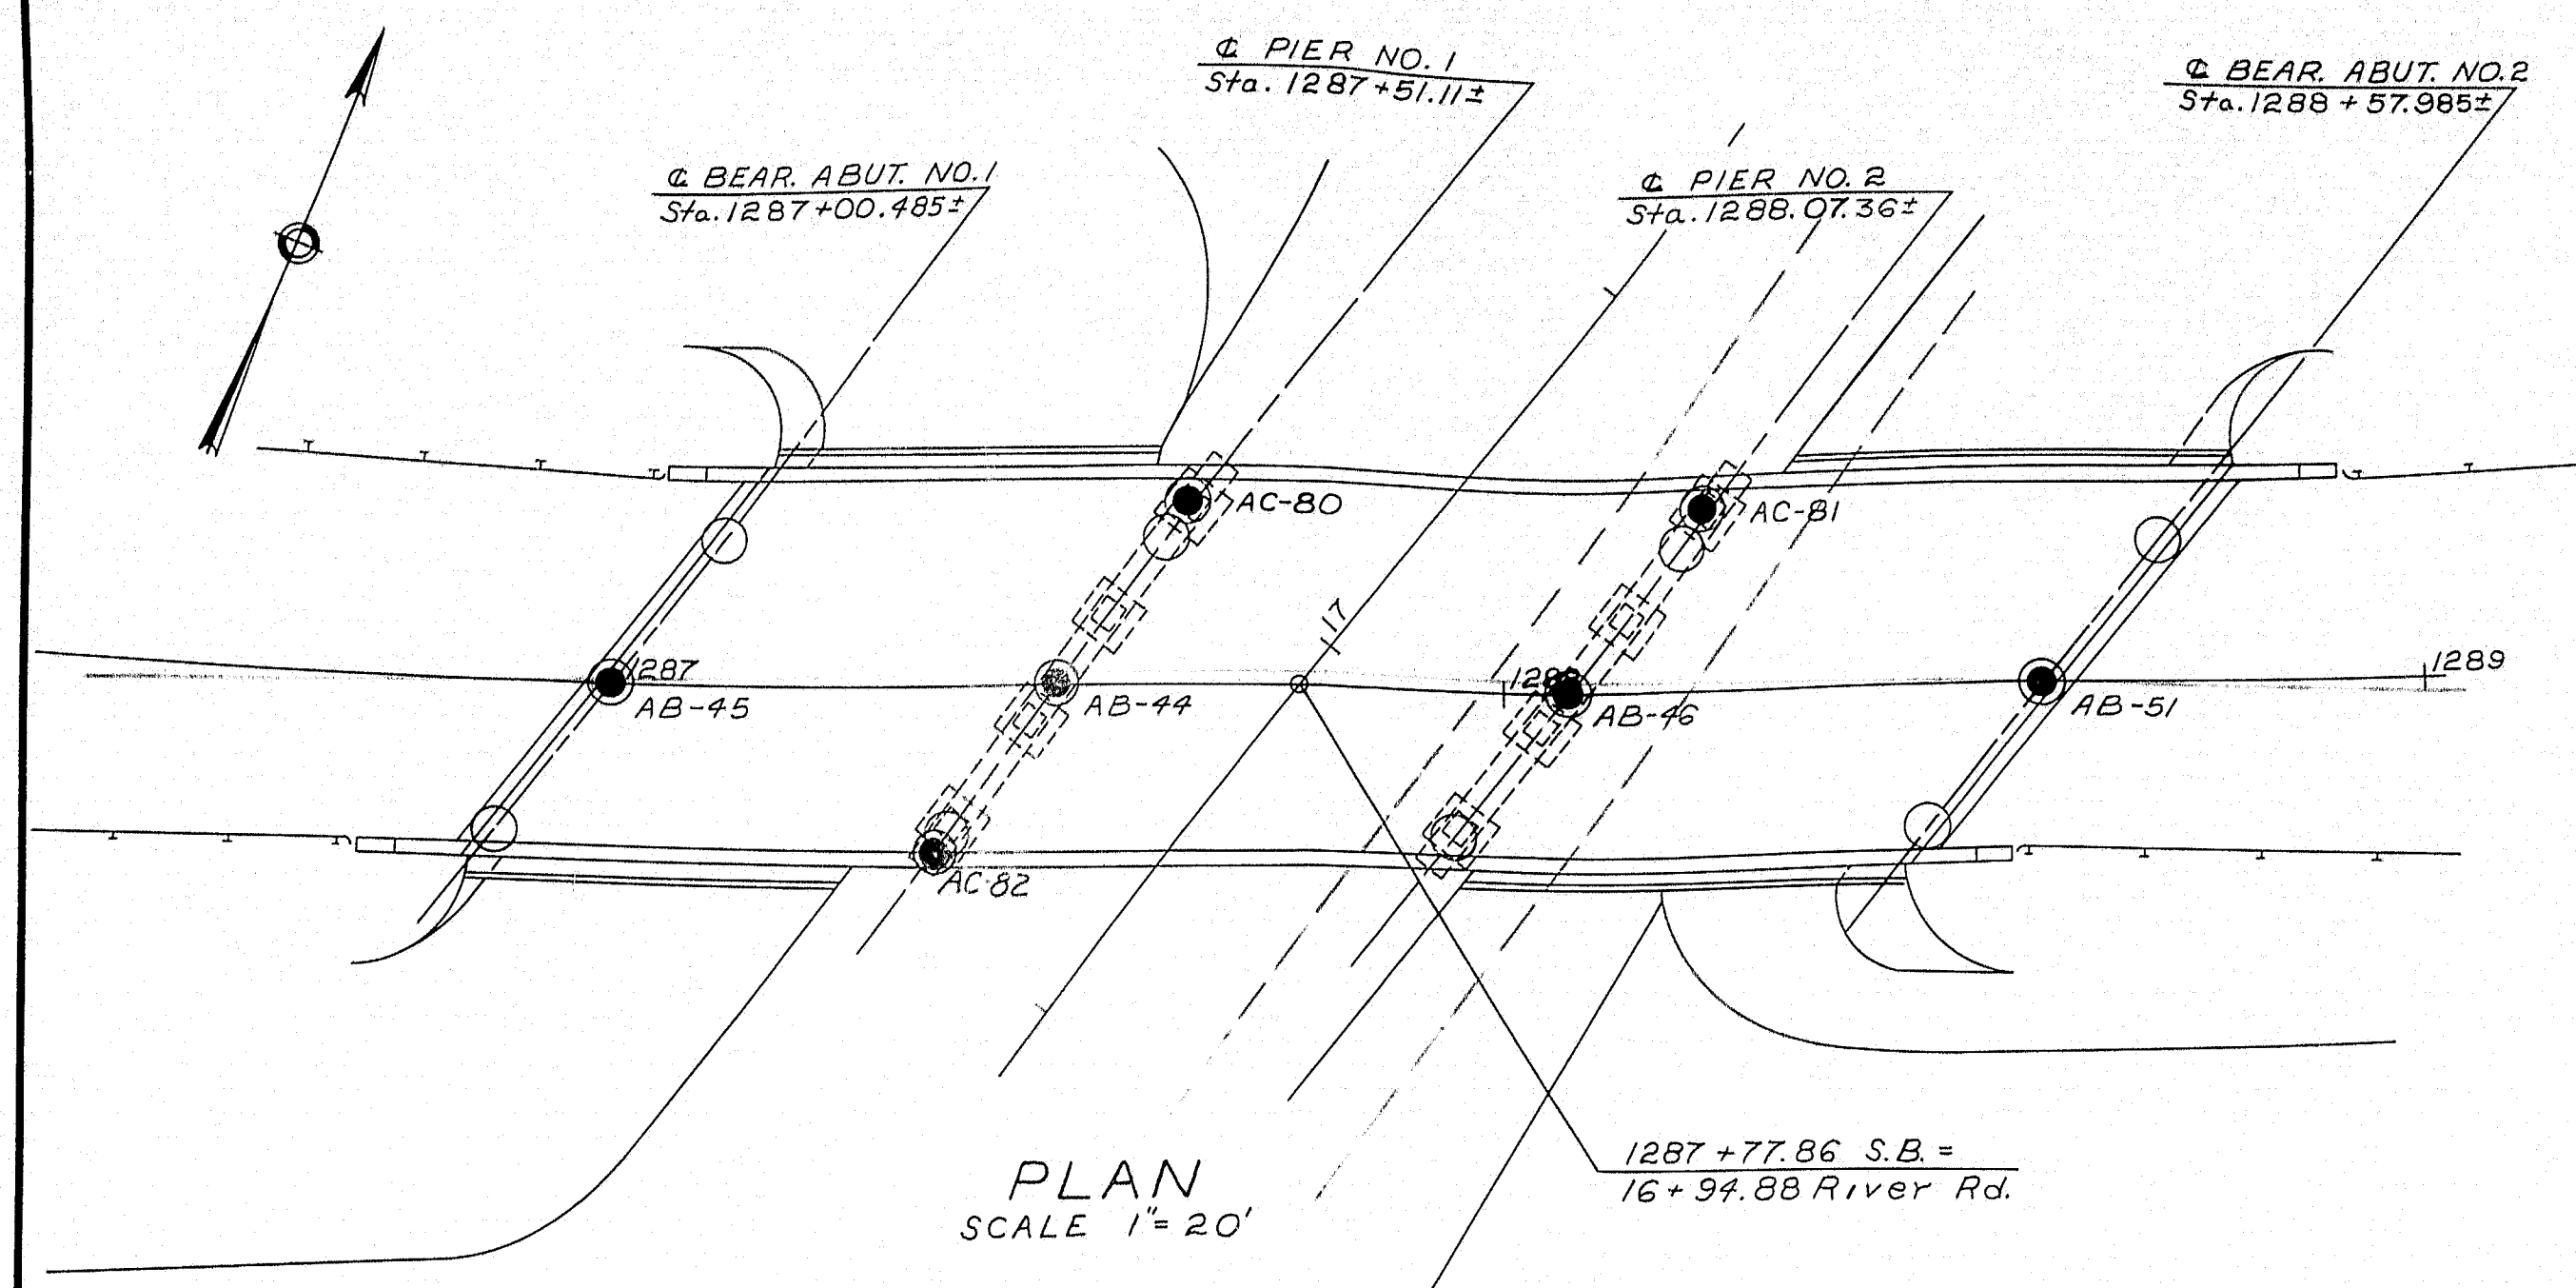 ℄ PIER NO. 1
Sta. 1287 +51.11±
℄ BEAR. ABUT. NO.2
Sta. 1288 + 57.985±
℄ BEAR. ABUT. NO.1
Sta. 1287+00.485±
℄ PIER NO. 2
Sta. 1288.07.36±
AC-80
AC-81
17
1287
AB-45
AB-44
1288
AB-46
1289
AB-51
AC-82
PLAN
SCALE 1"= 20'
1287 +77.86 S.B. =
16+ 94.88 River Rd.